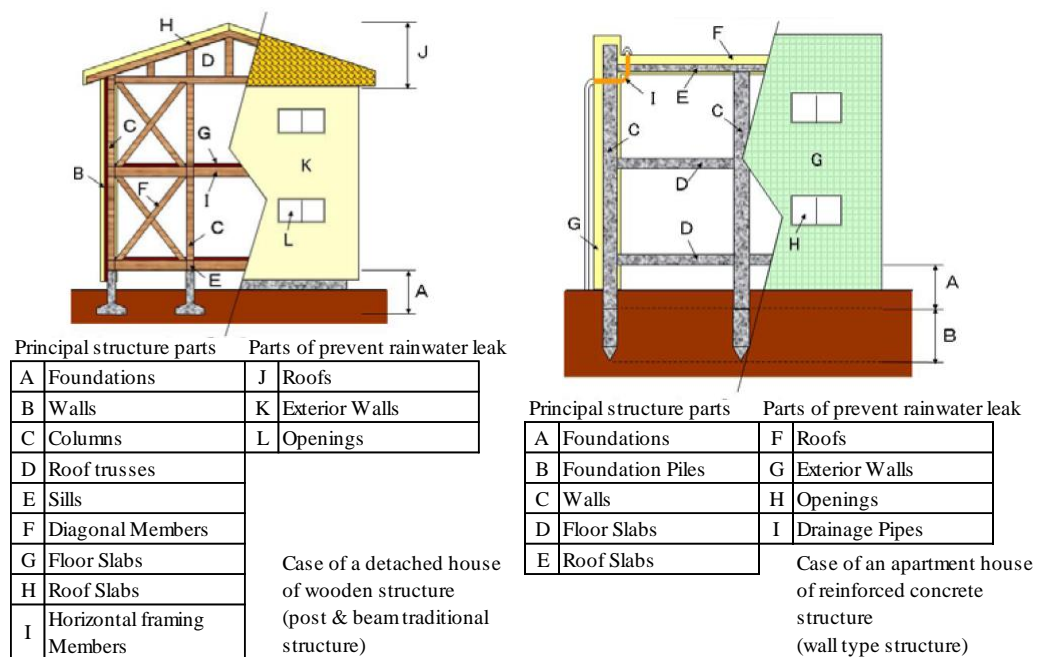 H
D
J
C
G
B
K
F
I
C
L
E
A
F
I
E
C
C
G
D
D
G
H
A
B
Principal structure parts Parts of prevent rainwater leak
A Foundations J Roofs
B Walls K Exterior Walls
C Columns L Openings
D Roof trusses
E Sills
F Diagonal Members
G Floor Slabs
H Roof Slabs
I Horizontal framing
Members
Case of a detached house
of wooden structure
(post & beam traditional
structure)
Principal structure parts Parts of prevent rainwater leak
A Foundations F Roofs
B Foundation Piles G Exterior Walls
C Walls H Openings
D Floor Slabs I Drainage Pipes
E Roof Slabs
Case of an apartment house
of reinforced concrete
structure
(wall type structure)